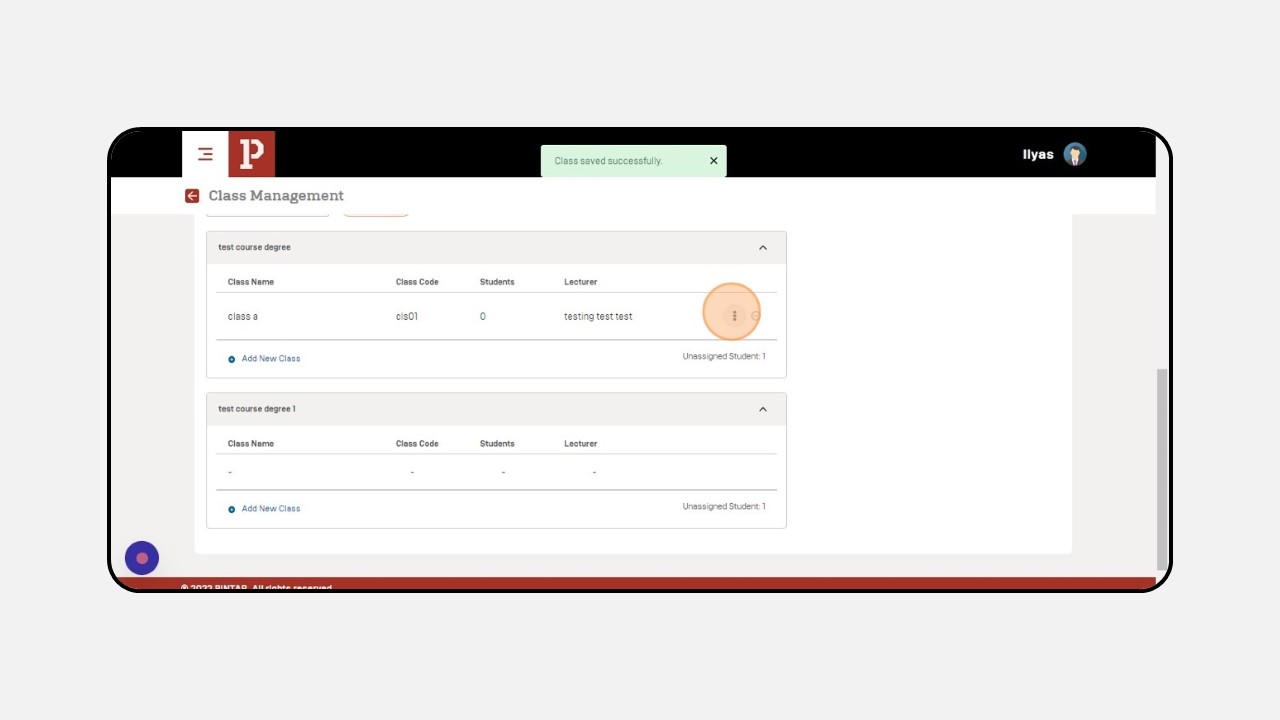 P
Class saved successfully.
Ilyas
Class Management
test course degree
Class Name Class Code Students Lecturer
class a cls01 0 testing test test
Add New Class Unassigned Student: 1
test course degree 1
Class Name Class Code Students Lecturer
- - - -
Add New Class Unassigned Student: 1
© 2022 PINTAR. All rights reserved